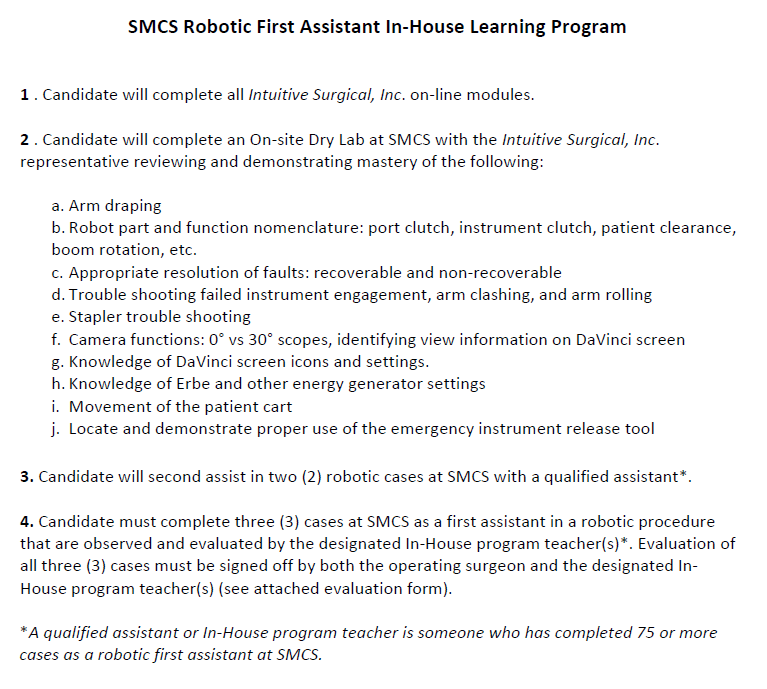 SMCS Robotic First Assistant In-House Learning Program
1 . Candidate will complete all Intuitive Surgical, Inc. on-line modules.
2 . Candidate will complete an On-site Dry Lab at SMCS with the Intuitive Surgical, Inc.
representative reviewing and demonstrating mastery of the following:
a. Arm draping
b. Robot part and function nomenclature: port clutch, instrument clutch, patient clearance,
boom rotation, etc.
c. Appropriate resolution of faults: recoverable and non-recoverable
d. Trouble shooting failed instrument engagement, arm clashing, and arm rolling
e. Stapler trouble shooting
f. Camera functions: 0° vs 30° scopes, identifying view information on DaVinci screen
g. Knowledge of DaVinci screen icons and settings.
h. Knowledge of Erbe and other energy generator settings
i. Movement of the patient cart
j. Locate and demonstrate proper use of the emergency instrument release tool
3. Candidate will second assist in two (2) robotic cases at SMCS with a qualified assistant*.
4. Candidate must complete three (3) cases at SMCS as a first assistant in a robotic procedure
that are observed and evaluated by the designated In-House program teacher(s)*. Evaluation of
all three (3) cases must be signed off by both the operating surgeon and the designated In-
House program teacher(s) (see attached evaluation form).
*A qualified assistant or In-House program teacher is someone who has completed 75 or more
cases as a robotic first assistant at SMCS.